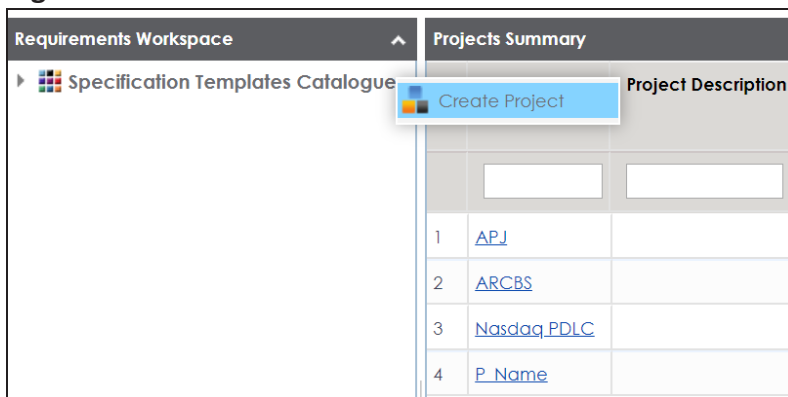 Requirements Workspace
Projects Summary
Specification Templates Catalogue
Create Project
Project Description
1 APJ
2 ARCBS
3 Nasdaq PDLC
4 P_Name